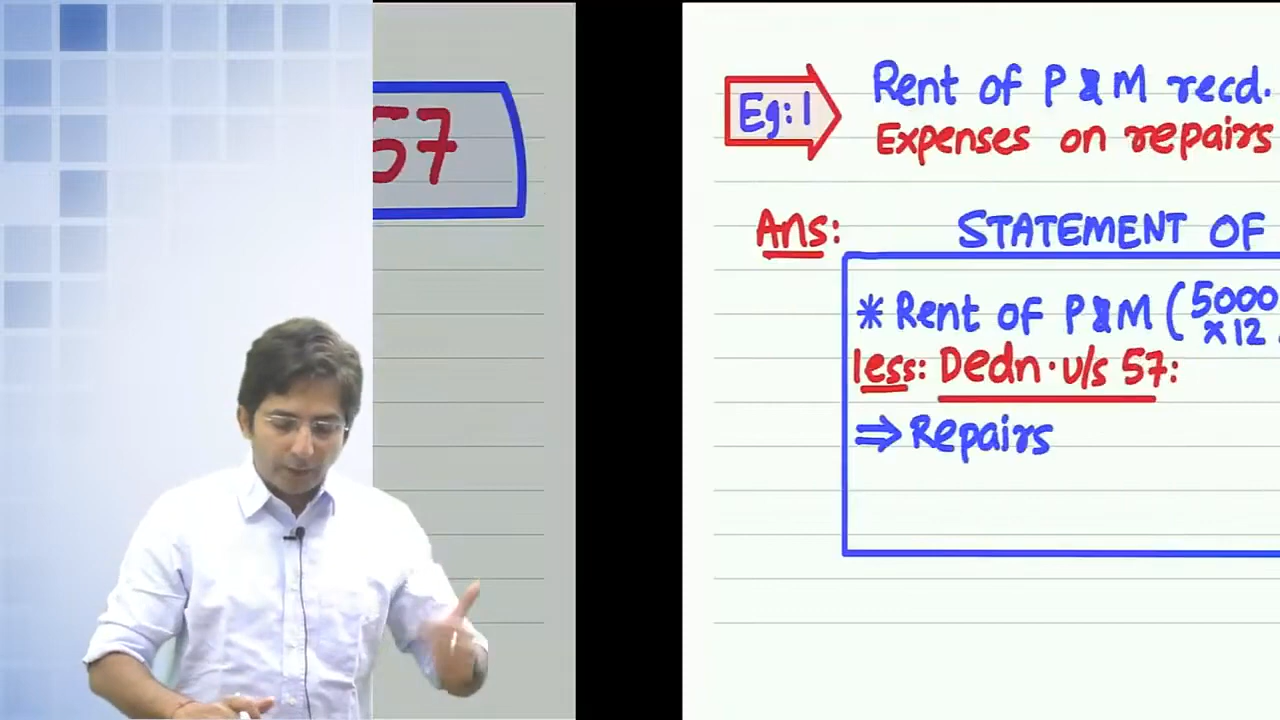 57
Eg: 1
Rent of P & M recd.
Expenses on repairs
Ans:
STATEMENT OF
* Rent of P & M (5000
x 12
less: Dedn. u/s 57:
⇒ Repairs